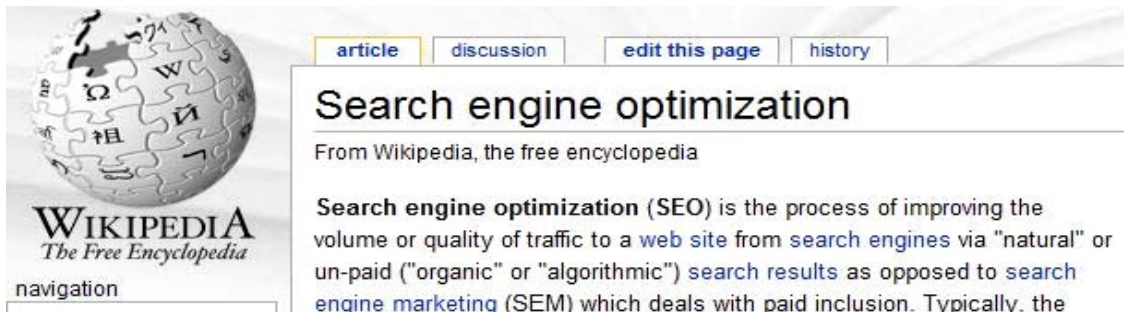 article discussion edit this page history
Search engine optimization
From Wikipedia, the free encyclopedia
Search engine optimization (SEO) is the process of improving the
volume or quality of traffic to a web site from search engines via "natural" or
un-paid ("organic" or "algorithmic") search results as opposed to search
engine marketing (SEM) which deals with paid inclusion. Typically, the
WIKIPEDIA
The Free Encyclopedia
navigation
Ω
W
И
祖